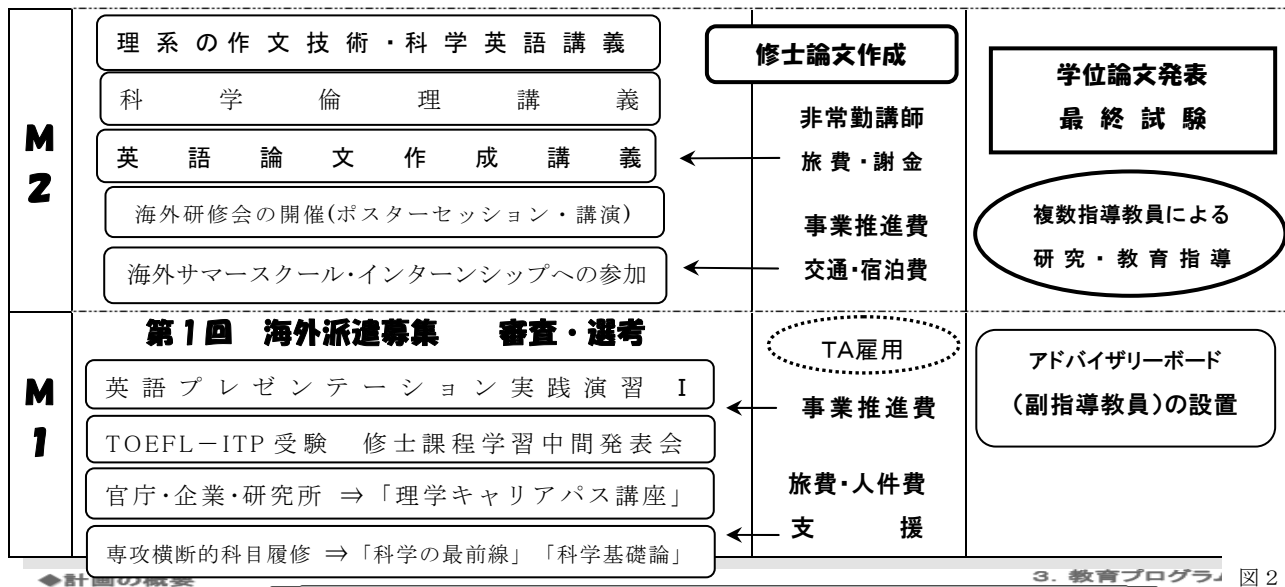 M2
理系の作文技術・科学英語講義
科学倫理講義
英語論文作成講義
海外研修会の開催(ポスターセッション・講演)
海外サマースクール・インターンシップへの参加
修士論文作成
非常勤講師
旅費・謝金
事業推進費
交通・宿泊費
学位論文発表
最終試験
複数指導教員による
研究・教育指導
M1
第1回 海外派遣募集 審査・選考
英語プレゼンテーション実践演習 I
TOEFL-ITP 受験 修士課程学習中間発表会
官庁・企業・研究所 ⇒「理学キャリアパス講座」
専攻横断的科目履修 ⇒「科学の最前線」「科学基礎論」
TA雇用
事業推進費
旅費・人件費
支援
アドバイザリーボード
(副指導教員)の設置
◆計画の概要
3. 教育プログラ
図2